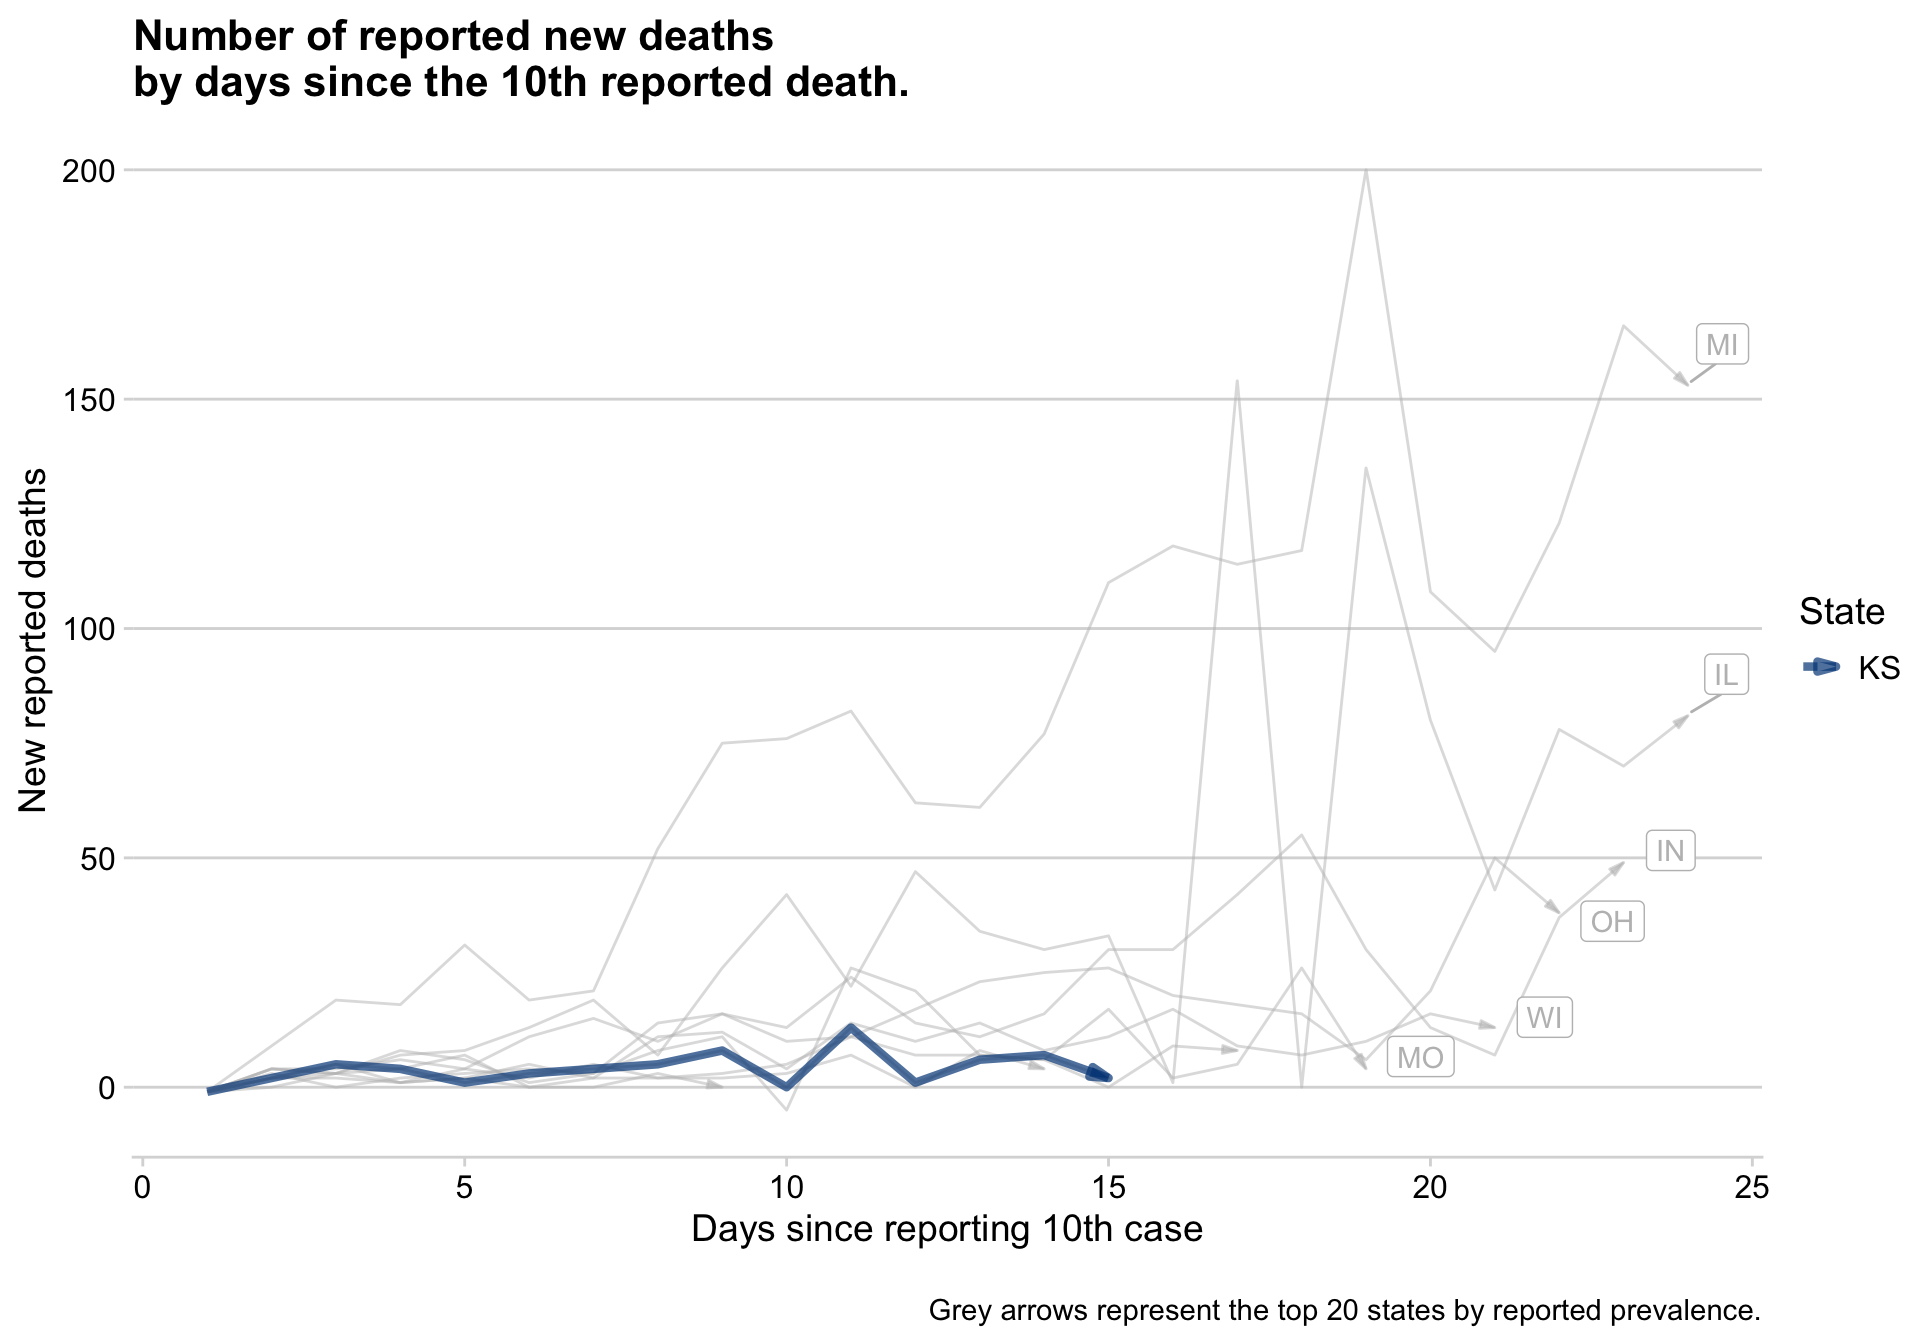 Number of reported new deaths
by days since the 10th reported death.
200
150
100
50
0
New reported deaths
MI
IL
IN
OH
WI
MO
State
KS
0 5 10 15 20 25
Days since reporting 10th case
Grey arrows represent the top 20 states by reported prevalence.